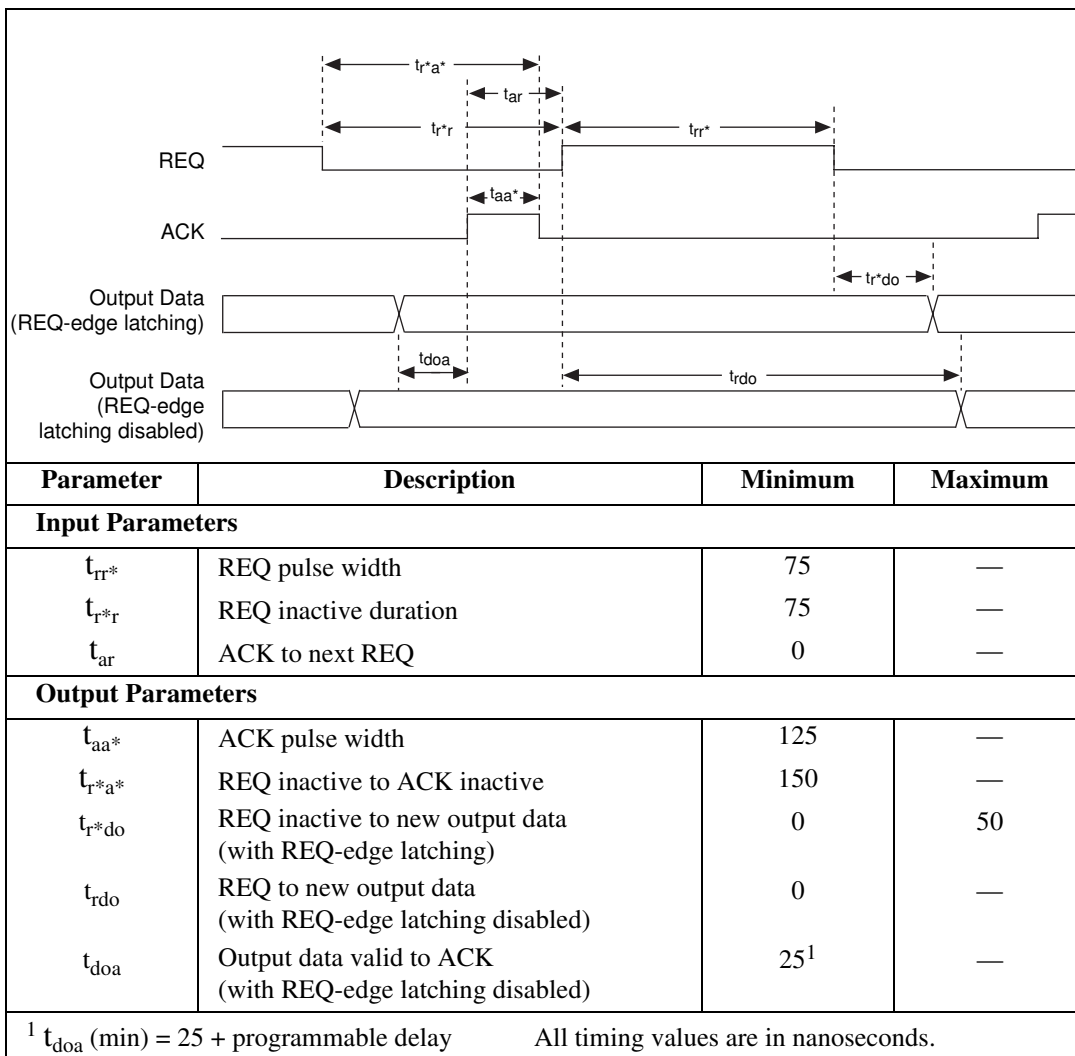 tr*a*
tar
tr*r
trr*
REQ
taa*
ACK
tr*do
Output Data
(REQ-edge latching)
tdoa
trdo
Output Data
(REQ-edge
latching disabled)
Parameter Description Minimum Maximum
Input Parameters
trr* REQ pulse width 75 —
tr*r REQ inactive duration 75 —
tar ACK to next REQ 0 —
Output Parameters
taa* ACK pulse width 125 —
tr*a* REQ inactive to ACK inactive 150 —
tr*do REQ inactive to new output data 0 50
(with REQ-edge latching)
trdo REQ to new output data 0 —
(with REQ-edge latching disabled)
tdoa Output data valid to ACK 25¹ —
(with REQ-edge latching disabled)
¹ tdoa (min) = 25 + programmable delay All timing values are in nanoseconds.